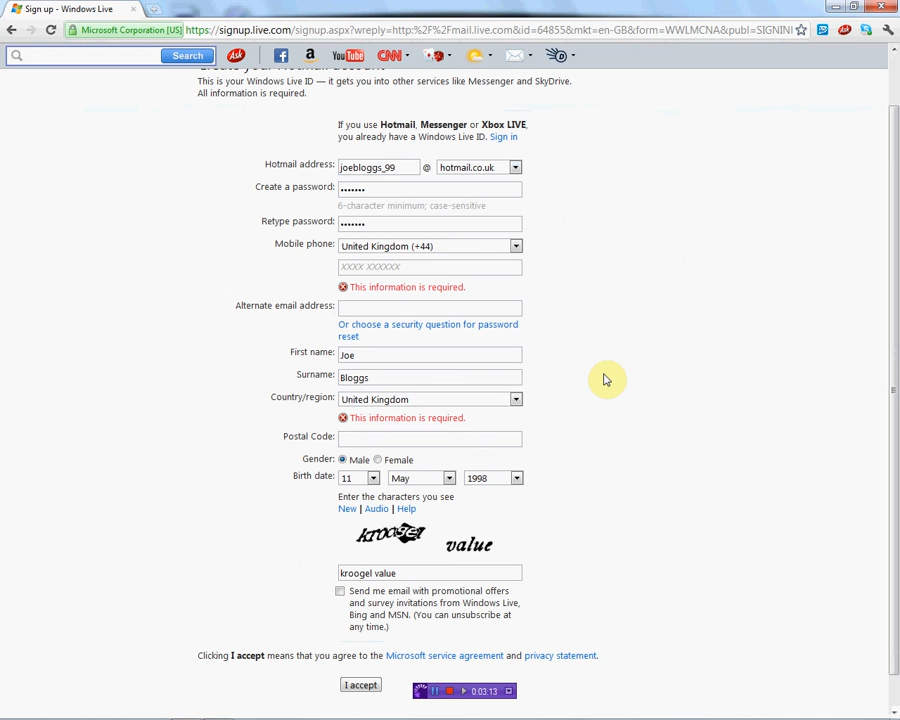 Sign up - Windows Live
Microsoft Corporation [US] https://signup.live.com/signup.aspx?wreply=http:%2F%2Fmail.live.com&id=64855&mkt=en-GB&form=WWLMCNA&publ=SIGNINI
Search Ask facebook a YouTube CNN
This is your Windows Live ID — it gets you into other services like Messenger and SkyDrive.
All information is required.
If you use Hotmail, Messenger or Xbox LIVE,
you already have a Windows Live ID. Sign in
Hotmail address: joebloggs_99 @ hotmail.co.uk
Create a password: •••••••
6-character minimum; case-sensitive
Retype password: •••••••
Mobile phone: United Kingdom (+44)
XXXX XXXXXX
This information is required.
Alternate email address:
Or choose a security question for password
reset
First name: Joe
Surname: Bloggs
Country/region: United Kingdom
This information is required.
Postal Code:
Gender: Male Female
Birth date: 11 May 1998
Enter the characters you see
New | Audio | Help
kroogel value
kroogel value
Send me email with promotional offers
and survey invitations from Windows Live,
Bing and MSN. (You can unsubscribe at
any time.)
Clicking I accept means that you agree to the Microsoft service agreement and privacy statement.
I accept
0:03:13